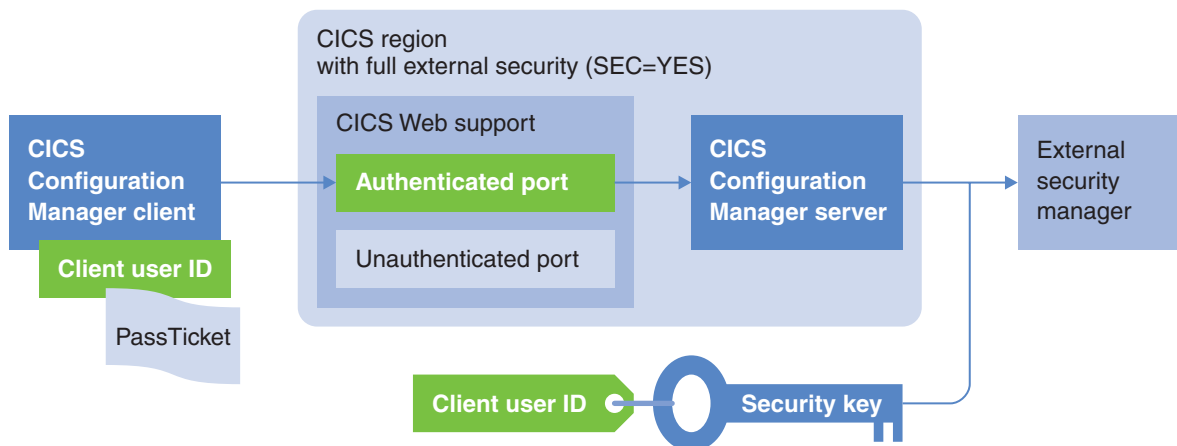 CICS region
with full external security (SEC=YES)
CICS
Configuration
Manager client
Client user ID
PassTicket
CICS Web support
Authenticated port
Unauthenticated port
CICS
Configuration
Manager server
External
security
manager
Client user ID
Security key